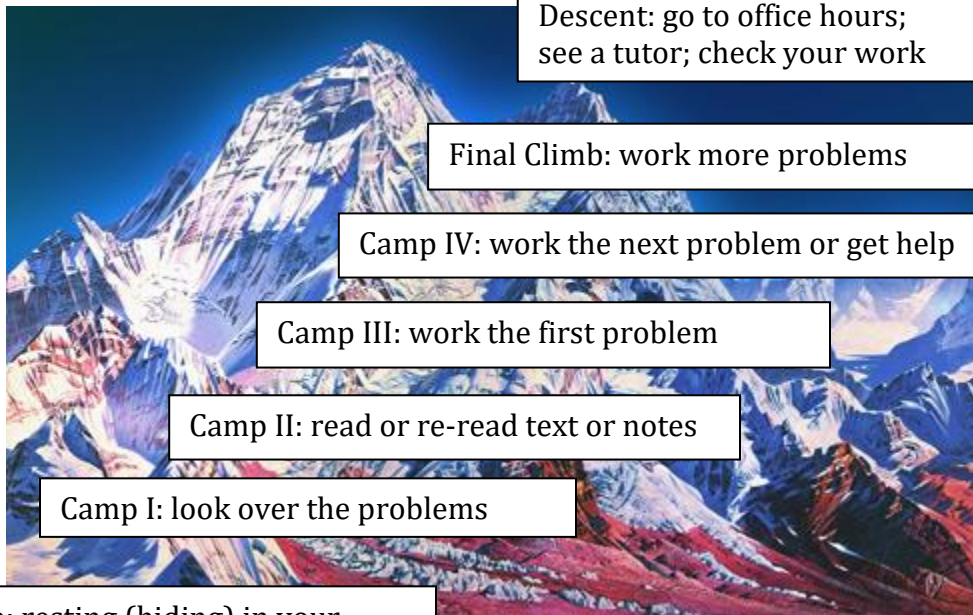 Descent: go to office hours;
see a tutor; check your work
Final Climb: work more problems
Camp IV: work the next problem or get help
Camp III: work the first problem
Camp II: read or re-read text or notes
Camp I: look over the problems
resting (hiding) in your